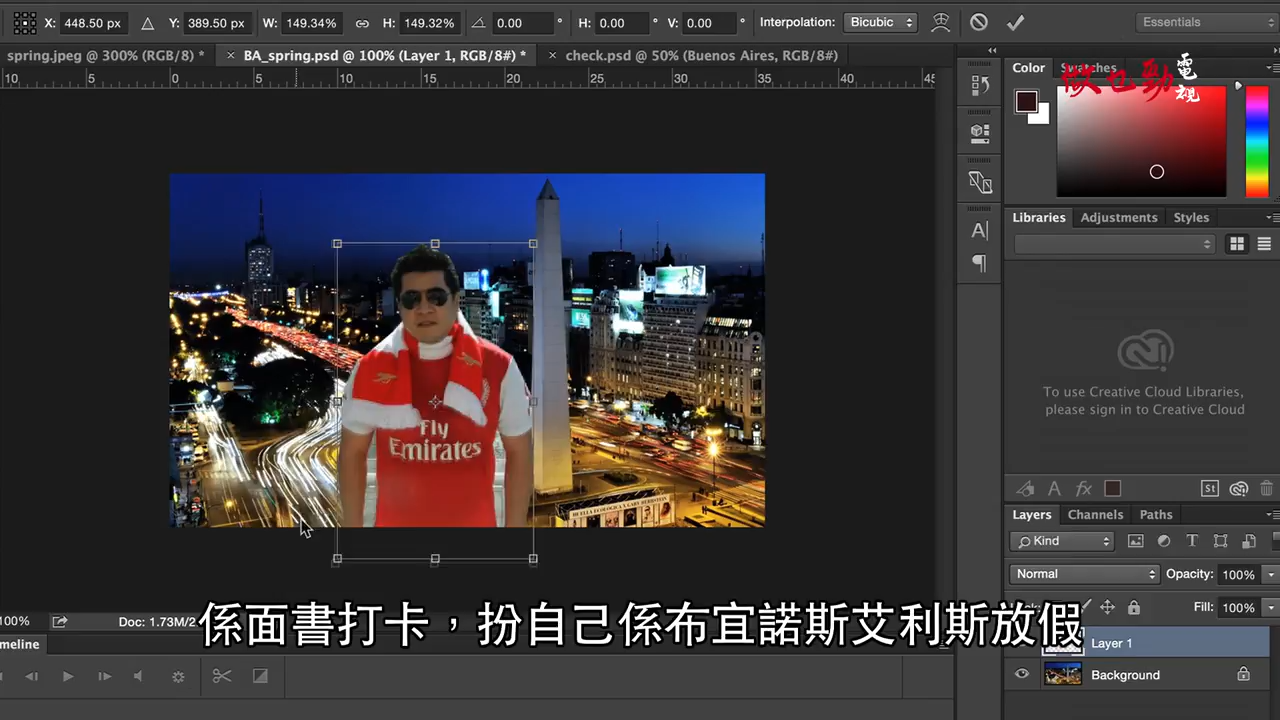 X: 448.50 px Y: 389.50 px W: 149.34% H: 149.32% 0.00 ° H: 0.00 ° V: 0.00 ° Interpolation: Bicubic Essentials
spring.jpeg @ 300% (RGB/8) * × BA_spring.psd @ 100% (Layer 1, RGB/8#) * × check.psd @ 50% (Buenos Aires, RGB/8#)
10 5 0 5 10 15 20 25 30 35 40 45
Color Swatches
電視
Libraries Adjustments Styles
A
Fly
Emirates
To use Creative Cloud Libraries,
please sign in to Creative Cloud
A fx St
Layers Channels Paths
Kind T
Normal Opacity: 100%
Fill: 100%
100% Doc: 1.73M/2
係面書打卡，扮自己係布宜諾斯艾利斯放假
meline
Layer 1
Background